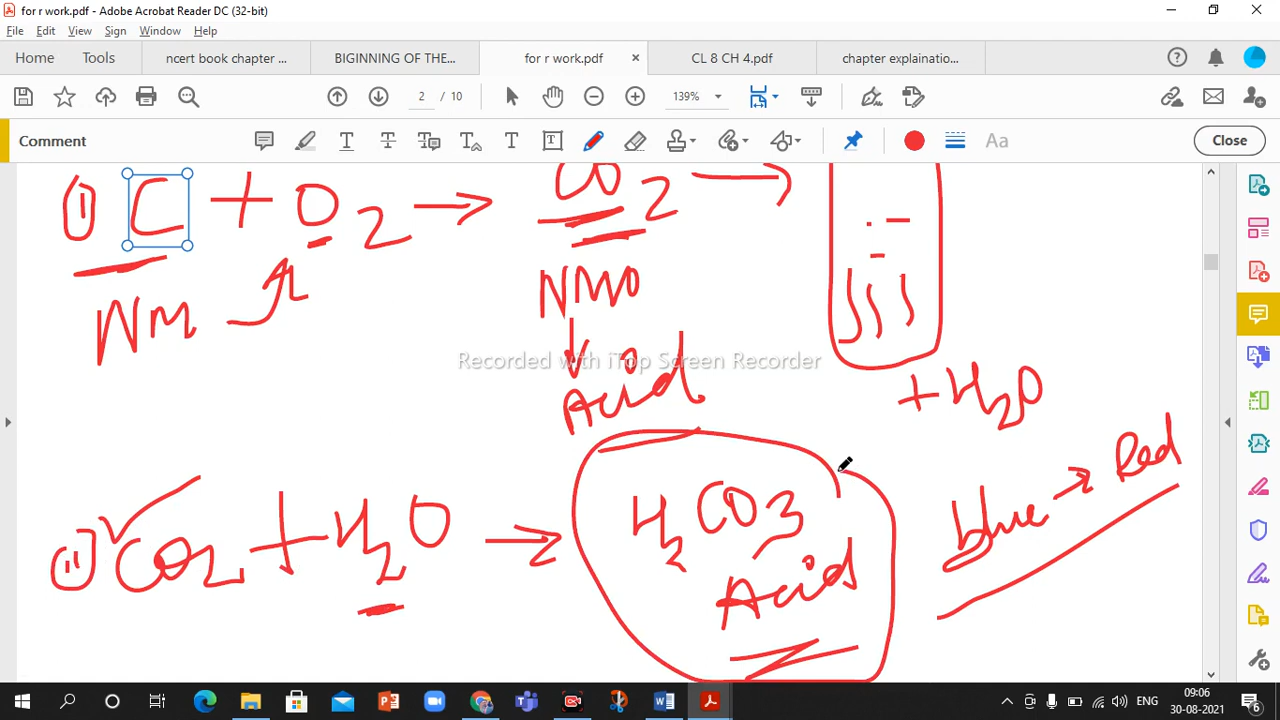 for r work.pdf - Adobe Acrobat Reader DC (32-bit)
File Edit View Sign Window Help
Home Tools ncert book chapter ... BIGINNING OF THE... for r work.pdf × CL 8 CH 4.pdf chapter explainatio...
2 / 10 139%
Comment Aa Close
① C + O2 → CO2 →
NM NMO
Recorded with iTop Screen Recorder
Acid
+H2O
blue → Red
CO2 + H2O → H2CO3
Acid
ENG 09:06
30-08-2021 6